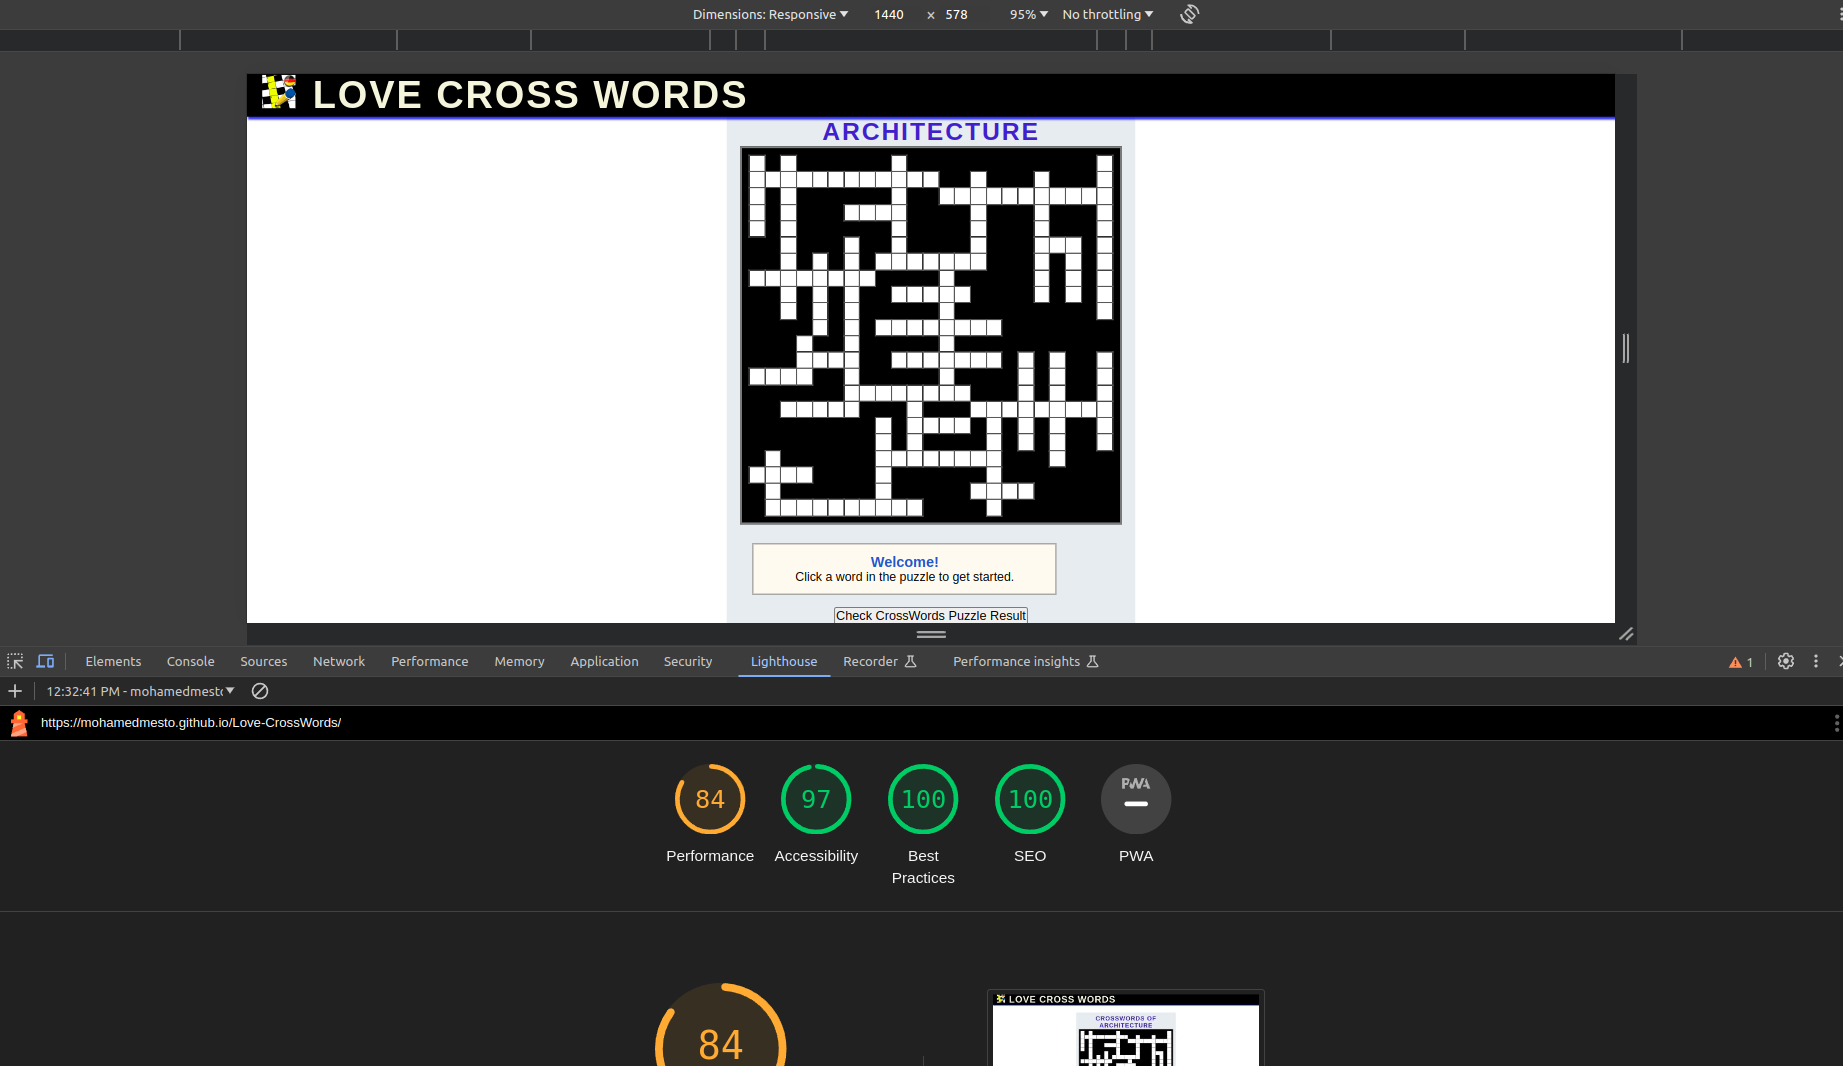 Dimensions: Responsive 1440 × 578 95% No throttling
LOVE CROSS WORDS
ARCHITECTURE
Welcome!
Click a word in the puzzle to get started.
Check CrossWords Puzzle Result
Elements Console Sources Network Performance Memory Application Security Lighthouse Recorder Performance insights 1
12:32:41 PM - mohamedmesto
https://mohamedmesto.github.io/Love-CrossWords/
84 97 100 100 PWA
Performance Accessibility Best Practices SEO PWA
84
LOVE CROSS WORDS
CROSSWORDS OF
ARCHITECTURE